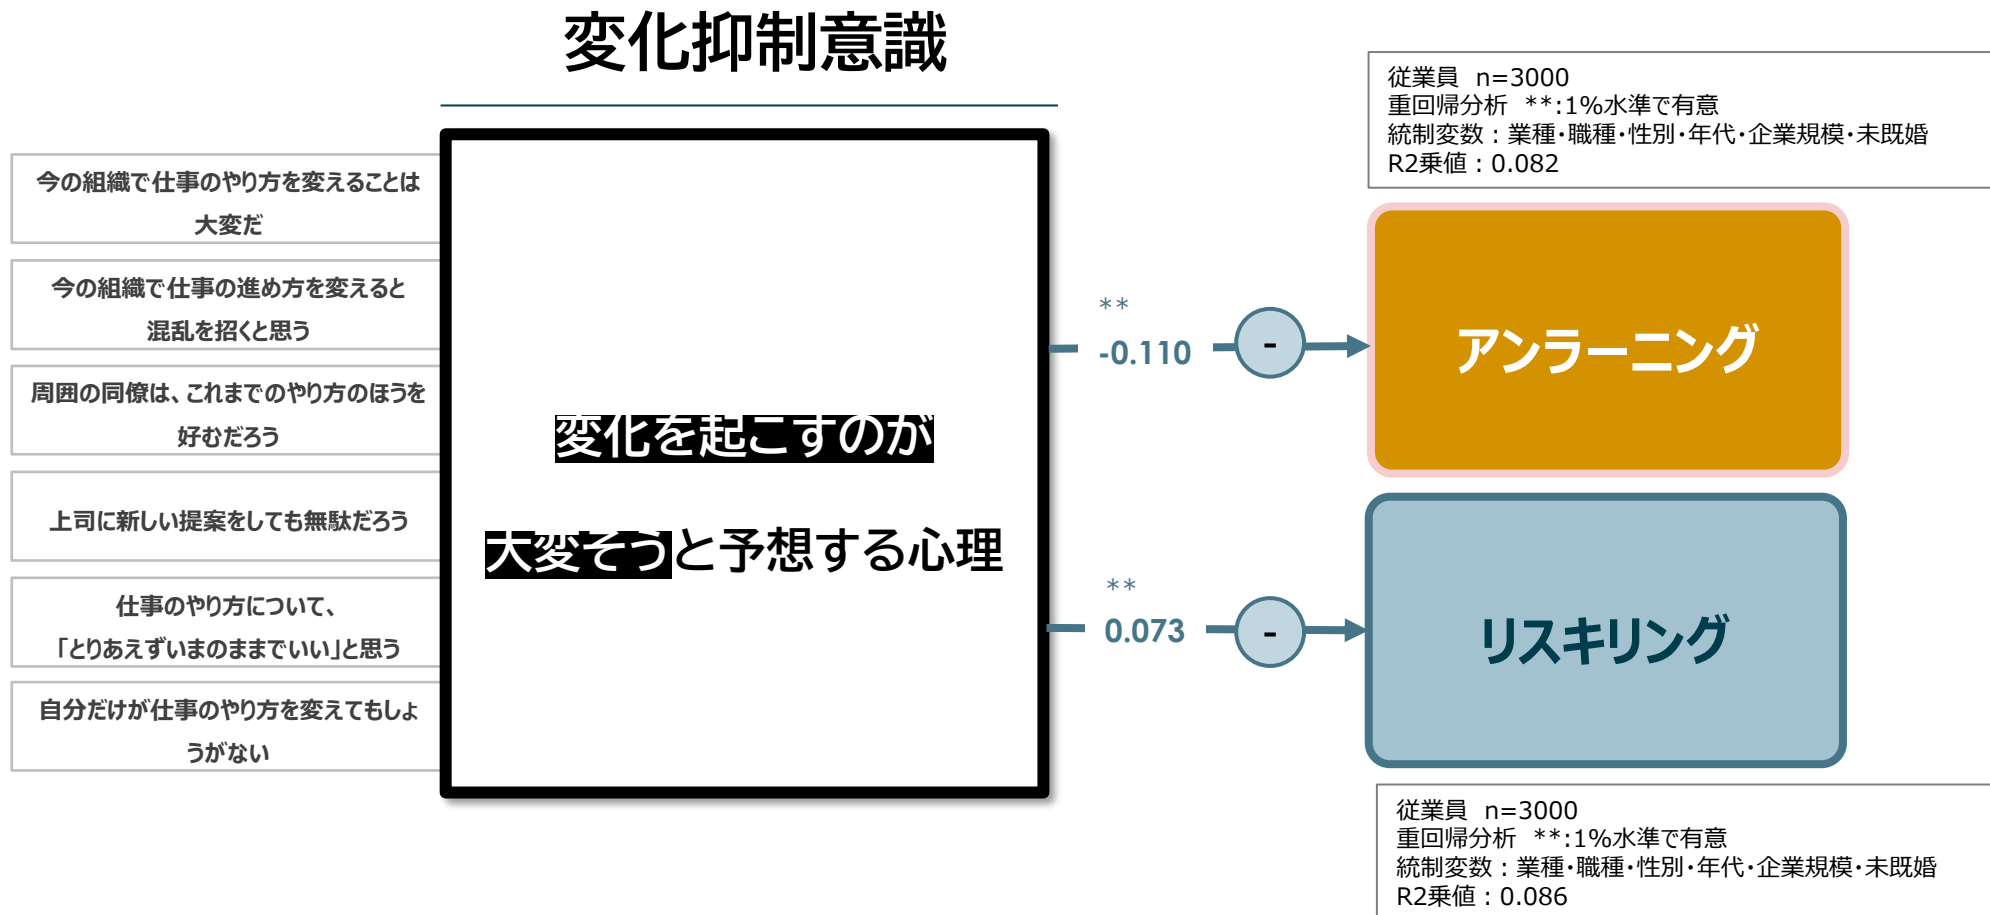 変化抑制意識
従業員 n=3000
重回帰分析 **:1%水準で有意
統制変数：業種・職種・性別・年代・企業規模・未既婚
R2乗値：0.082
今の組織で仕事のやり方を変えることは
大変だ
今の組織で仕事の進め方を変えると
混乱を招くと思う
周囲の同僚は、これまでのやり方のほうを
好むだろう
上司に新しい提案をしても無駄だろう
仕事のやり方について、
「とりあえずいまのままでいい」と思う
自分だけが仕事のやり方を変えてもしょ
うがない
変化を起こすのが
大変そうと予想する心理
**
-0.110
-
アンラーニング
**
0.073
-
リスキリング
従業員 n=3000
重回帰分析 **:1%水準で有意
統制変数：業種・職種・性別・年代・企業規模・未既婚
R2乗値：0.086